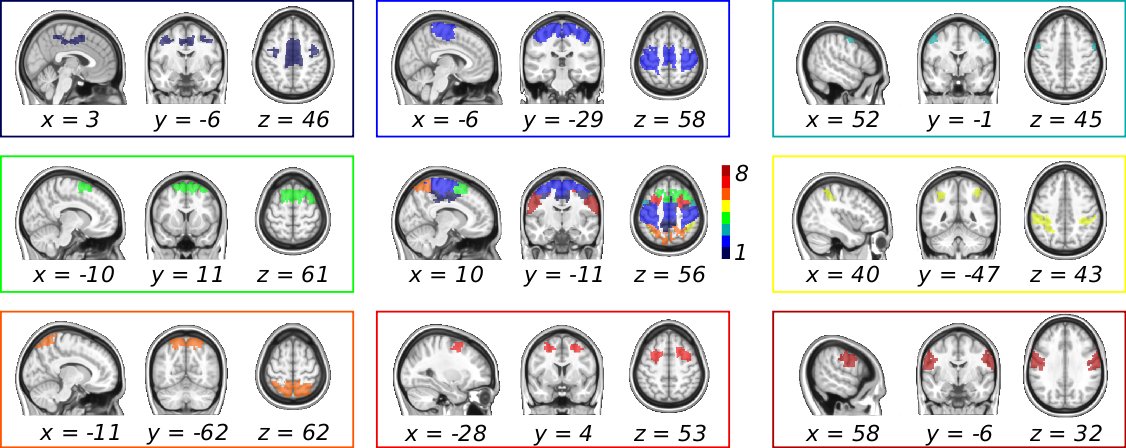 x = 3 y = -6 z = 46
x = -6 y = -29 z = 58
x = 52 y = -1 z = 45
x = -10 y = 11 z = 61
8
1
x = 10 y = -11 z = 56
x = 40 y = -47 z = 43
x = -11 y = -62 z = 62
x = -28 y = 4 z = 53
x = 58 y = -6 z = 32